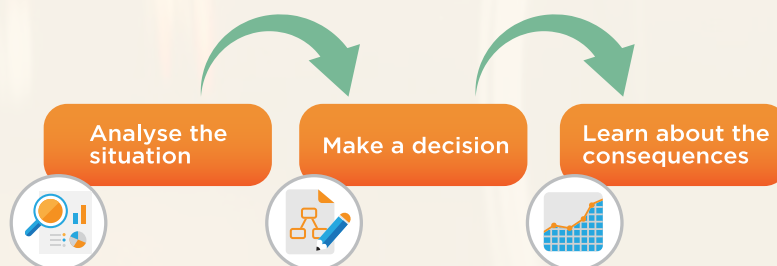 Analyse the
situation
Make a decision
Learn about the
consequences